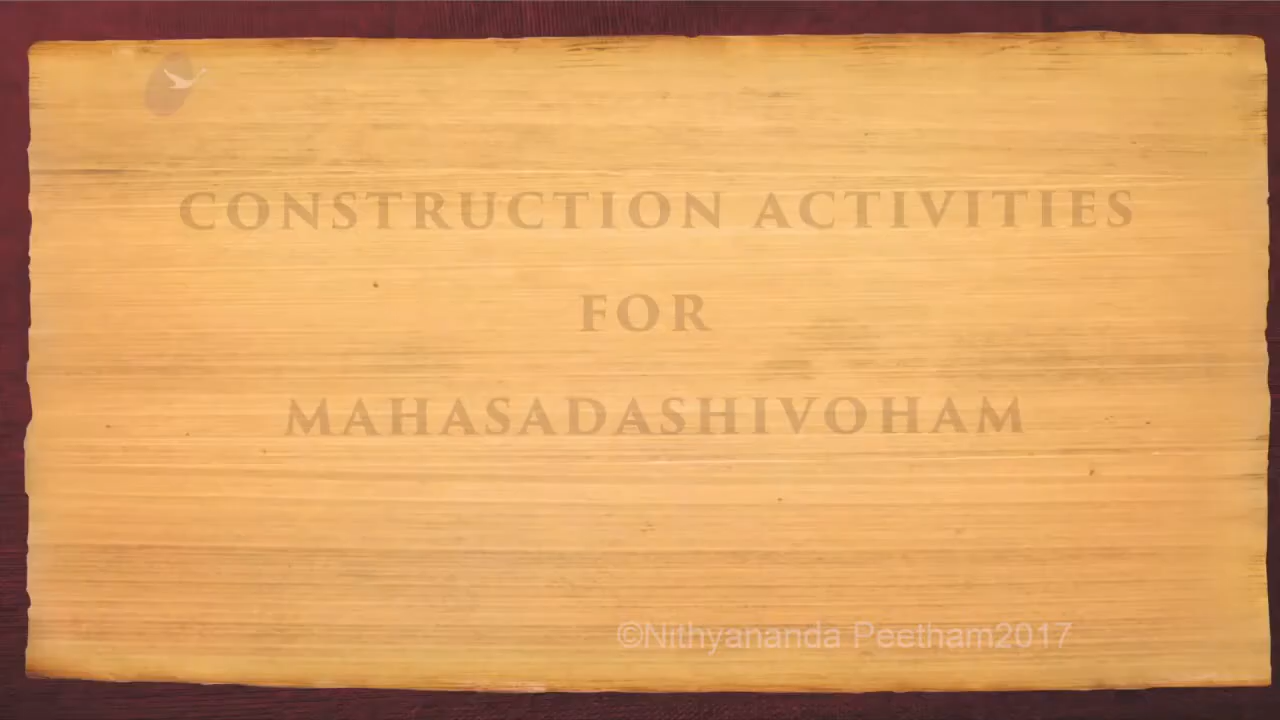 CONSTRUCTION ACTIVITIES
FOR
MAHASADASHIVOHAM
©Nithyananda Peetham2017